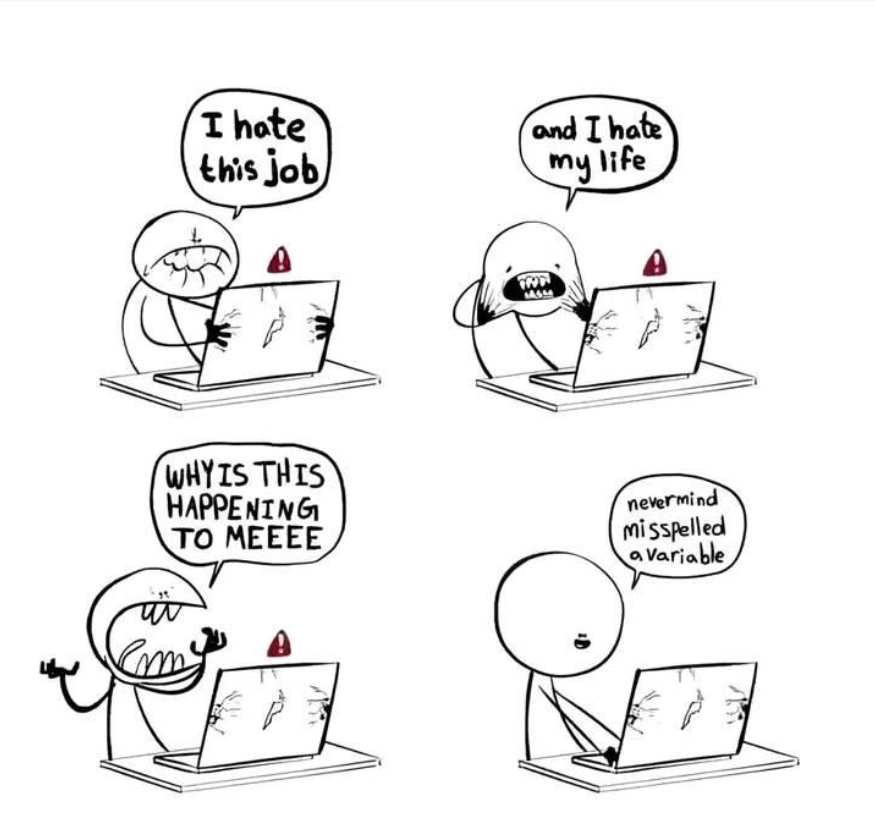 I hate
this job
and I hate
my life
WHY IS THIS
HAPPENING
TO MEEEE
nevermind
misspelled
a variable